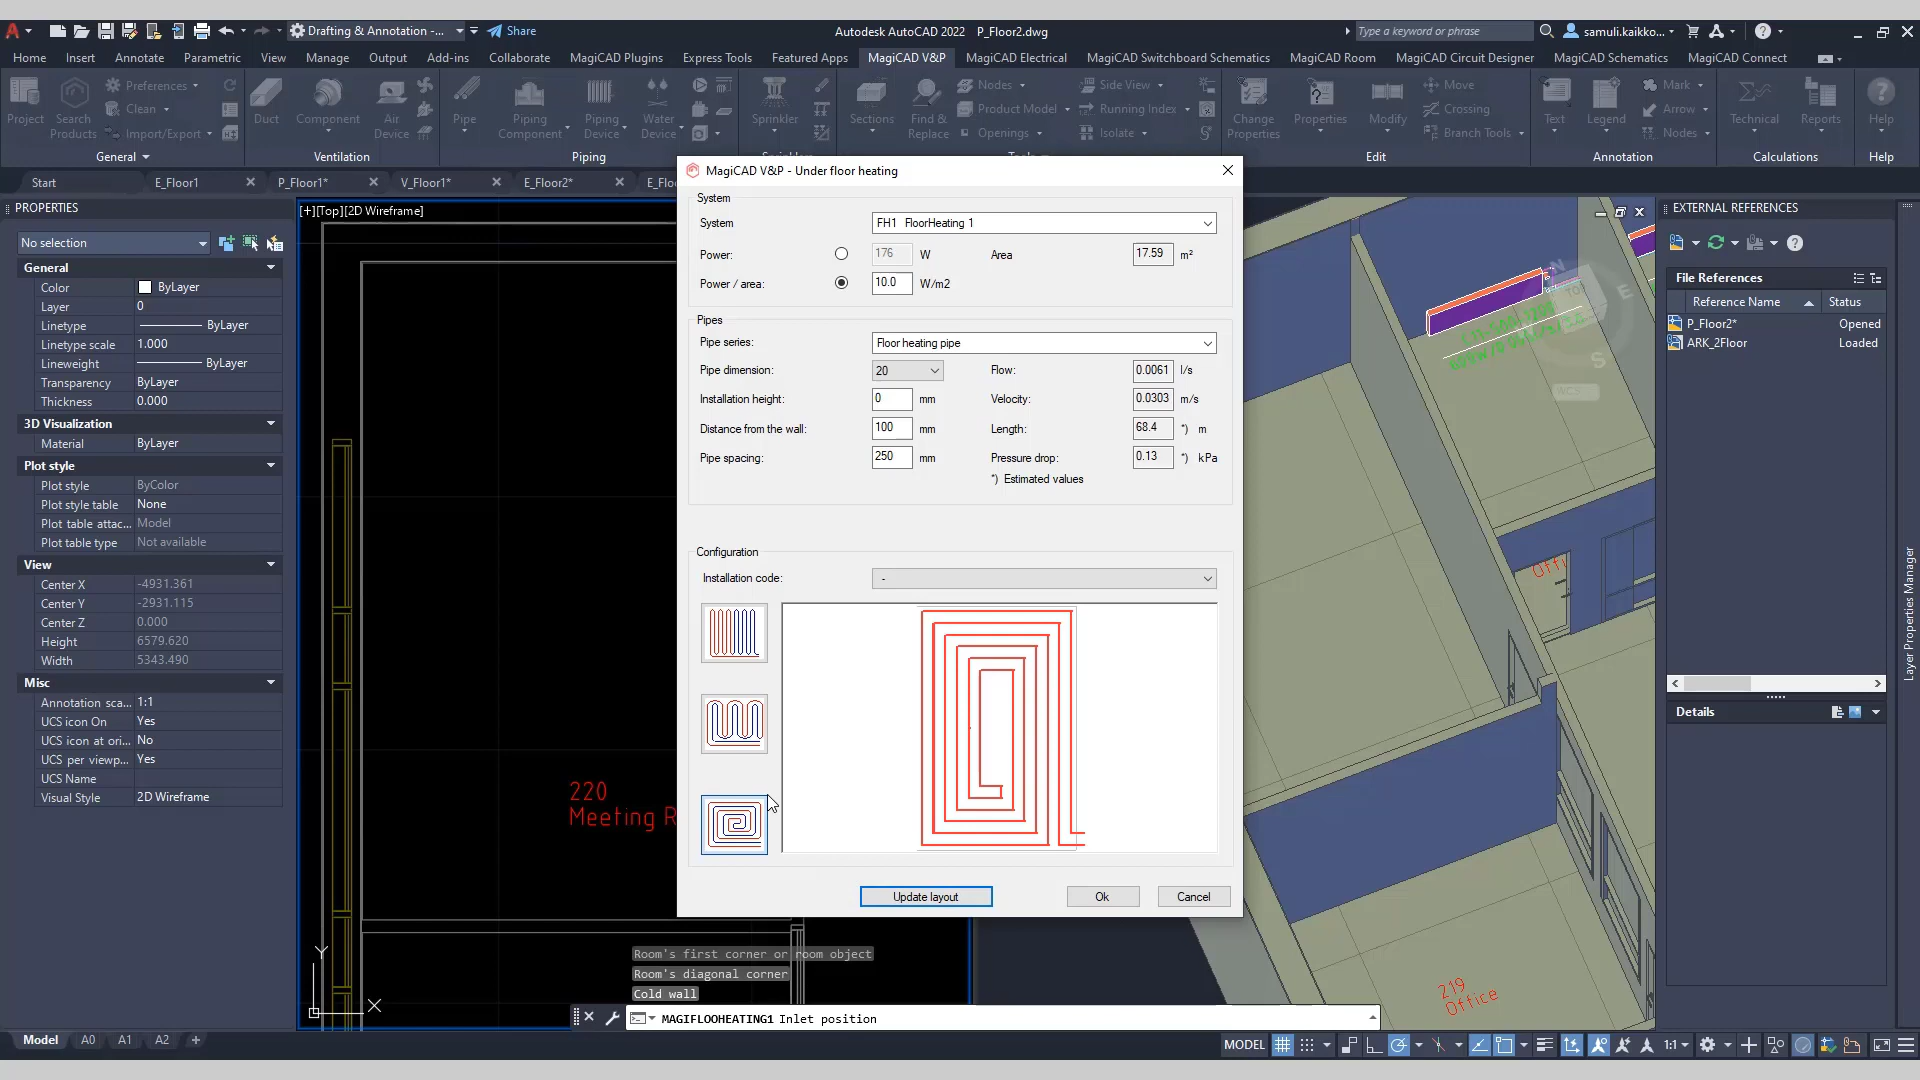 Drafting & Annotation -...
Share
Autodesk AutoCAD 2022 P_Floor2.dwg
Type a keyword or phrase
samuli.kaikko...
Home Insert Annotate Parametric View Manage Output Add-ins Collaborate MagiCAD Plugins Express Tools Featured Apps MagiCAD V&P MagiCAD Electrical MagiCAD Switchboard Schematics MagiCAD Room MagiCAD Circuit Designer MagiCAD Schematics MagiCAD Connect
Preferences
Nodes
Side View
Move
Mark
Clean
Product Model
Running Index
Crossing
Arrow
Import/Export
Openings
Isolate
Branch Tools
Nodes
Project
Search Products
Duct
Component
Air Device
Pipe
Piping Component
Piping Device
Water Device
Sprinkler
Sections
Find & Replace
Change Properties
Properties
Modify
Text
Legend
Technical
Reports
Help
General
Ventilation
Piping
Edit
Annotation
Calculations
Help
Start E_Floor1 P_Floor1* V_Floor1* E_Floor2* E_Floo
PROPERTIES
No selection
General
Color ByLayer
Layer 0
Linetype ByLayer
Linetype scale 1.000
Lineweight ByLayer
Transparency ByLayer
Thickness 0.000
3D Visualization
Material ByLayer
Plot style
Plot style ByColor
Plot style table None
Plot table attac... Model
Plot table type Not available
View
Center X -4931.361
Center Y -2931.115
Center Z 0.000
Height 6579.620
Width 5343.490
Misc
Annotation sca... 1:1
UCS icon On Yes
UCS icon at ori... No
UCS per viewp... Yes
UCS Name
Visual Style 2D Wireframe
[+][Top][2D Wireframe]
220
Meeting R
Y
X
MagiCAD V&P - Under floor heating
System
System FH1 FloorHeating 1
Power: 176 W Area 17.59 m²
Power / area: 10.0 W/m2
Pipes
Pipe series: Floor heating pipe
Pipe dimension: 20 Flow: 0.0061 l/s
Installation height: 0 mm Velocity: 0.0303 m/s
Distance from the wall: 100 mm Length: 68.4 *) m
Pipe spacing: 250 mm Pressure drop: 0.13 *) kPa
*) Estimated values
Configuration
Installation code: -
Update layout Ok Cancel
Room's first corner or room object
Room's diagonal corner
Cold wall
MAGIFLOOHEATING1 Inlet position
N
E
S
TOP
WCS
Offi
219
Office
EXTERNAL REFERENCES
File References
Reference Name Status
P_Floor2* Opened
ARK_2Floor Loaded
Details
Layer Properties Manager
Model A0 A1 A2 +
MODEL
1:1